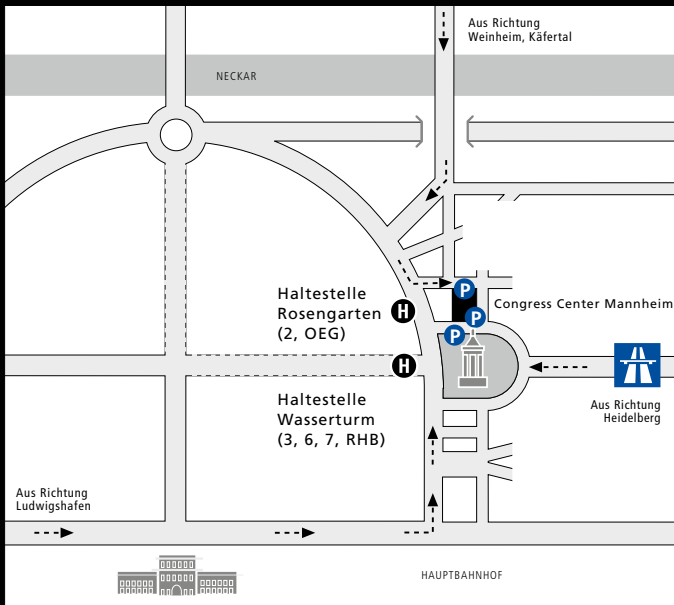 Aus Richtung
Weinheim, Käfertal
NECKAR
P
Haltestelle
Rosengarten
(2, OEG)
H
Congress Center Mannheim
P
P
H
Haltestelle
Wasserturm
(3, 6, 7, RHB)
Aus Richtung
Heidelberg
Aus Richtung
Ludwigshafen
HAUPTBAHNHOF